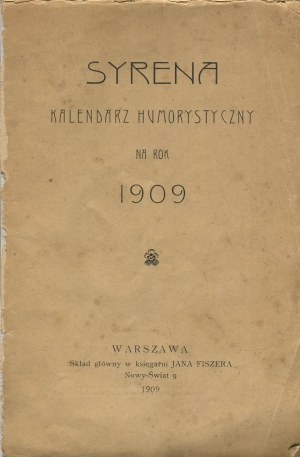 SYRENA
KALENDARZ HUMORYSTYCZNY
NA ROK
1909
WARSZAWA
Skład główny w księgarni JANA FISZERA
Nowy-Świat 9
1909